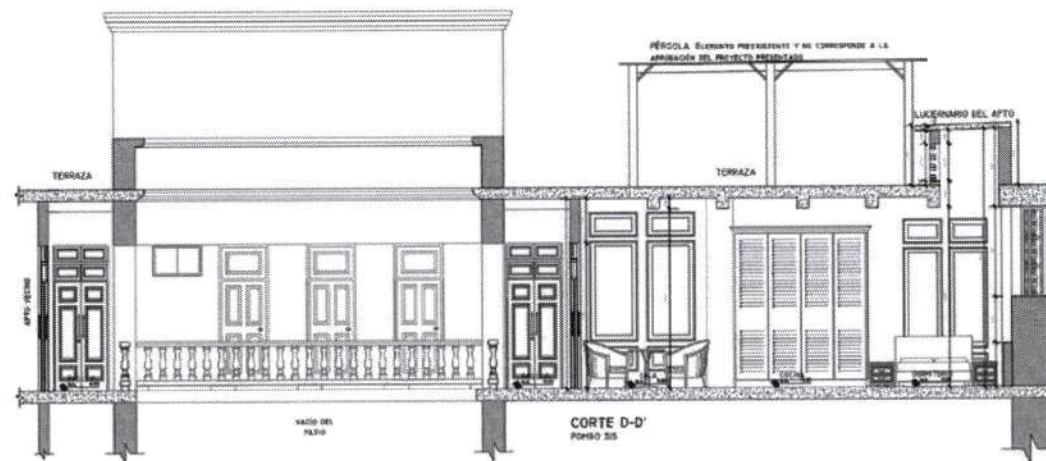 PÉRGOLA ELEMENTO PREEXISTENTE Y NO CORRESPONDE A LA
APROBACIÓN DEL PROYECTO PRESENTADO
LUCERNARIO DEL APTO
TERRAZA
TERRAZA
APTO VECINO
VACIO DEL
PATIO
CORTE D-D'
POMBO